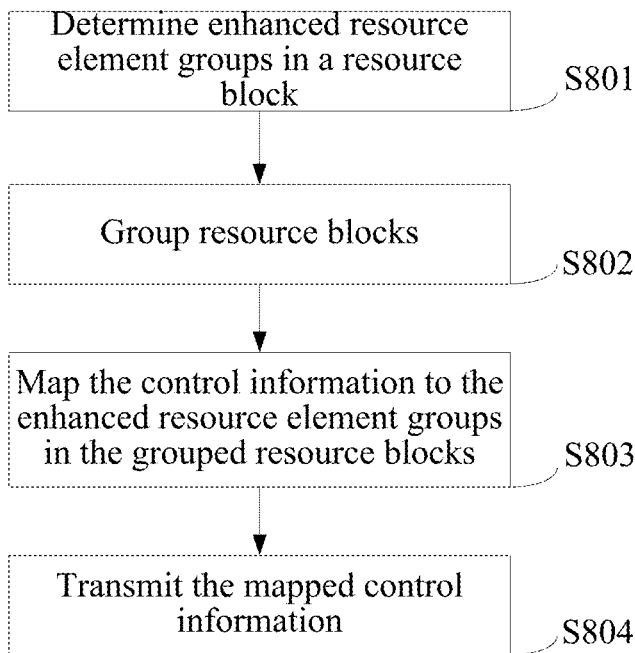 Determine enhanced resource
element groups in a resource
block
S801
Group resource blocks
S802
Map the control information to the
enhanced resource element groups
in the grouped resource blocks
S803
Transmit the mapped control
information
S804